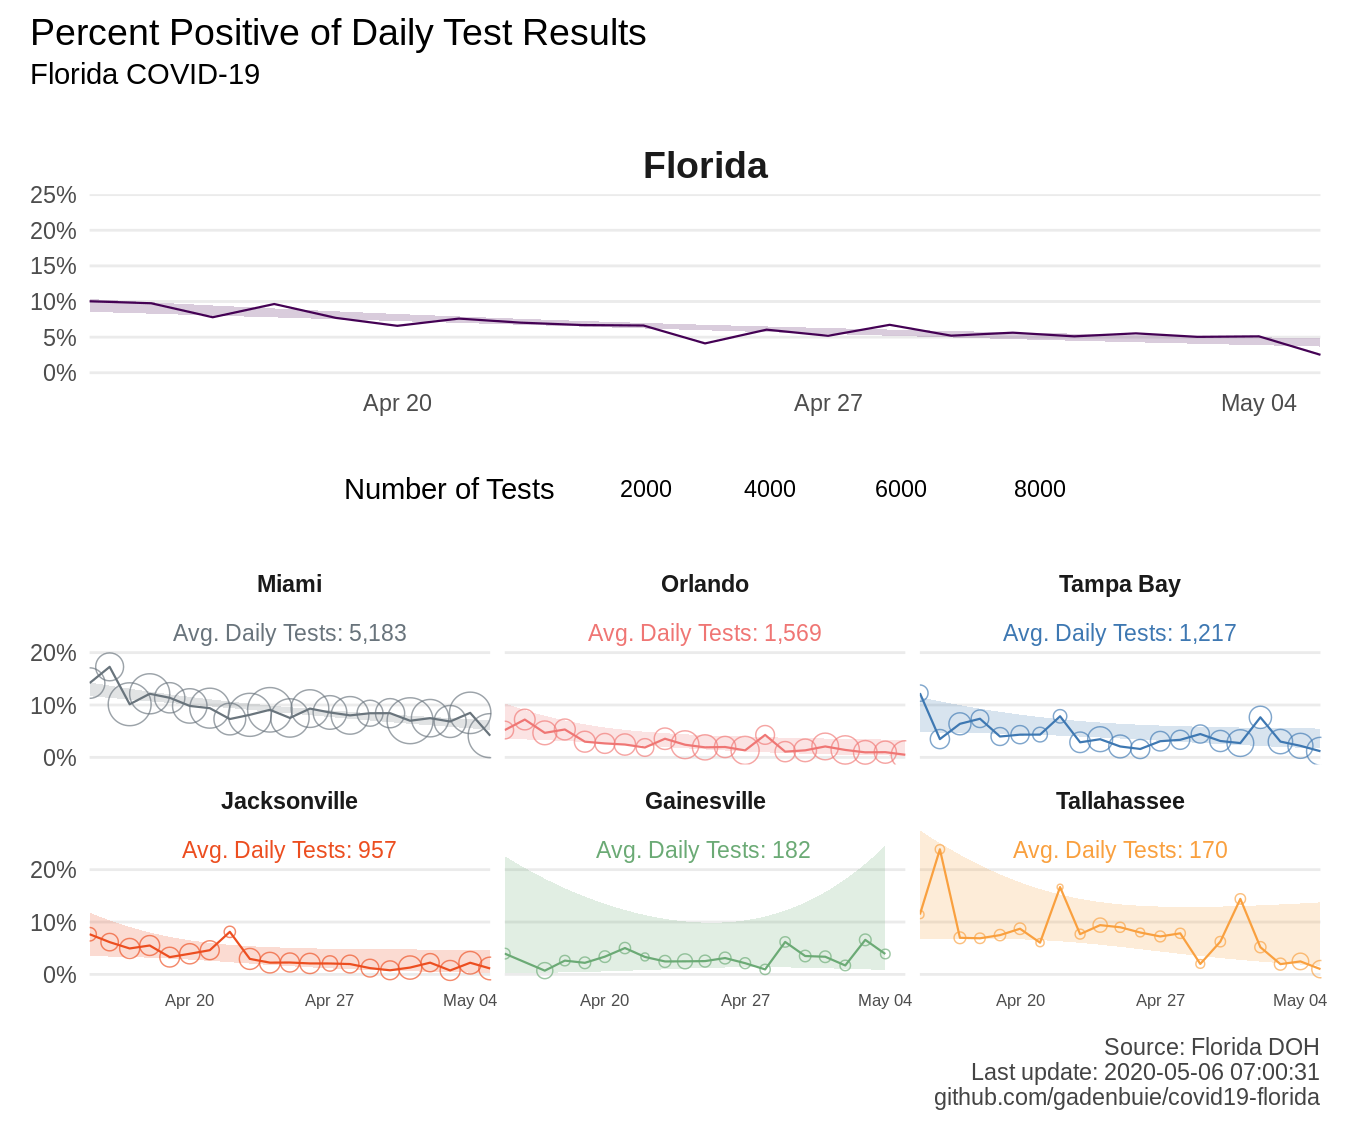 Percent Positive of Daily Test Results
Florida COVID-19
Florida
25%
20%
15%
10%
5%
0%
Apr 20 Apr 27 May 04
Number of Tests 2000 4000 6000 8000
Miami Orlando Tampa Bay
Avg. Daily Tests: 5,183 Avg. Daily Tests: 1,569 Avg. Daily Tests: 1,217
20%
10%
0%
Jacksonville Gainesville Tallahassee
Avg. Daily Tests: 957 Avg. Daily Tests: 182 Avg. Daily Tests: 170
20%
10%
0%
Apr 20 Apr 27 May 04 Apr 20 Apr 27 May 04 Apr 20 Apr 27 May 04
Source: Florida DOH
Last update: 2020-05-06 07:00:31
github.com/gadenbuie/covid19-florida